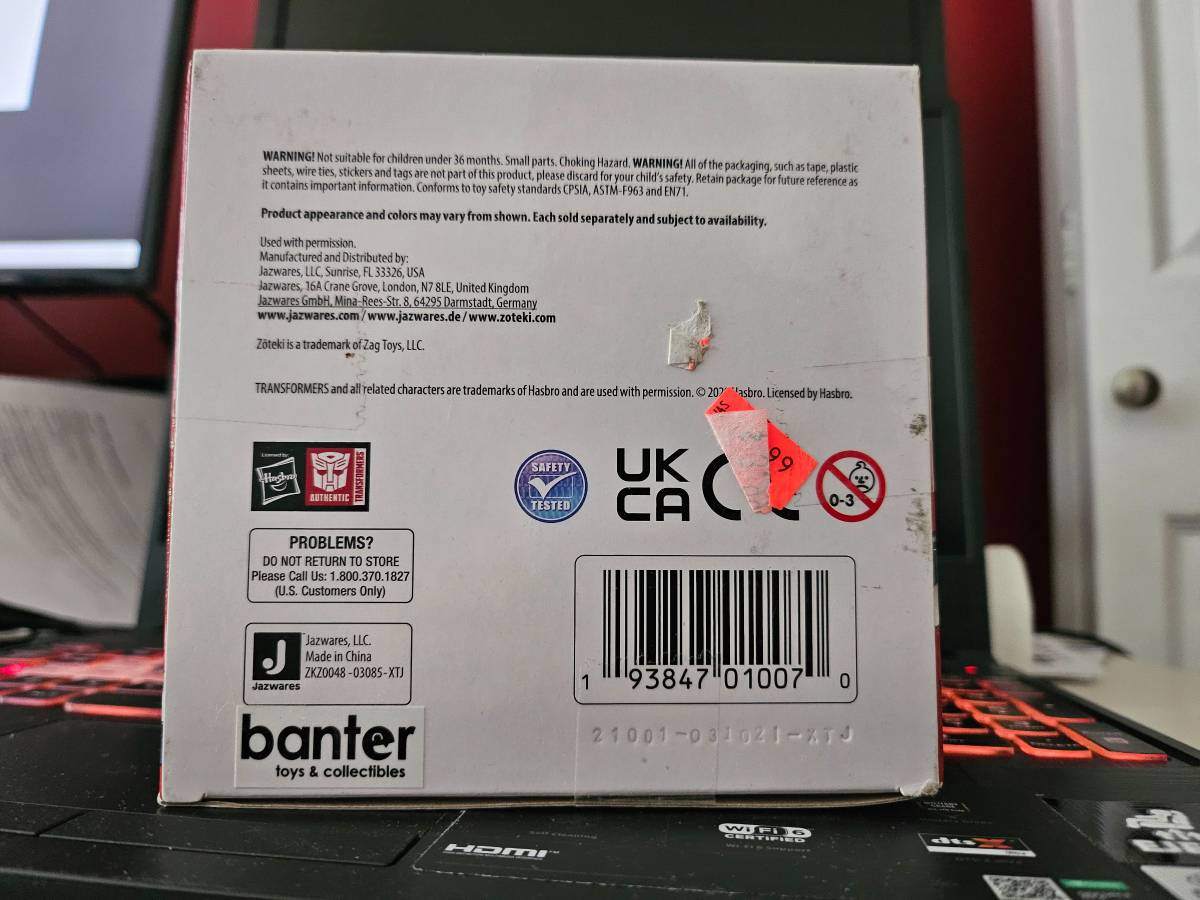 WARNING! Not suitable for children under 36 months. Small parts. Choking Hazard. WARNING! All of the packaging, such as tape, plastic
sheets, wire ties, stickers and tags are not part of this product, please discard for your child's safety. Retain package for future reference as
it contains important information. Conforms to toy safety standards CPSIA, ASTM-F963 and EN71.
Product appearance and colors may vary from shown. Each sold separately and subject to availability.
Used with permission.
Manufactured and Distributed by:
Jazwares, LLC, Sunrise, FL 33326, USA
Jazwares, 16A Crane Grove, London, N7 8LE, United Kingdom
Jazwares GmbH, Mina-Rees-Str. 8, 64295 Darmstadt, Germany
www.jazwares.com / www.jazwares.de / www.zoteki.com
Zōteki is a trademark of Zag Toys, LLC.
TRANSFORMERS and all related characters are trademarks of Hasbro and are used with permission. © Hasbro. Licensed by Hasbro.
99
Licensed by:
Hasbro
AUTHENTIC
TRANSFORMERS
SAFETY
TESTED
UK
CA
0-3
PROBLEMS?
DO NOT RETURN TO STORE
Please Call Us: 1.800.370.1827
(U.S. Customers Only)
J
Jazwares
Jazwares, LLC.
Made in China
ZKZ0048 -03085-XTJ
1 93847 01007 0
21001-031021-XTJ
banter
toys & collectibles
HDMI
WiFi 6
CERTIFIED
dts X